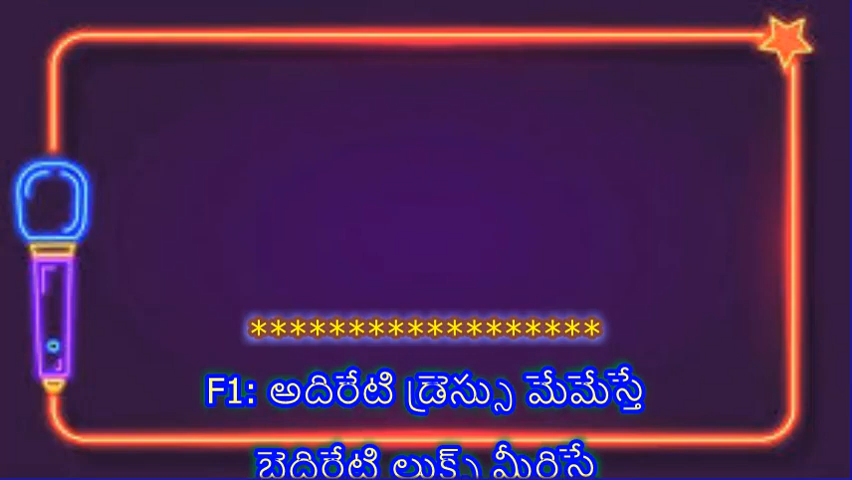 ******************
F1: అదిరేటి డ్రెస్సు మేమేస్తే
బెదిరేటి లుక్స్ మీరిస్తే